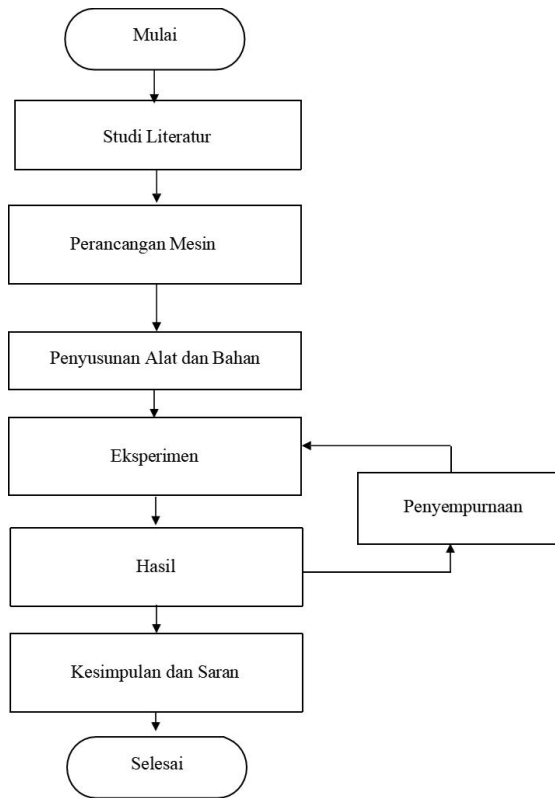 Mulai
Studi Literatur
Perancangan Mesin
Penyusunan Alat dan Bahan
Eksperimen
Penyempurnaan
Hasil
Kesimpulan dan Saran
Selesai